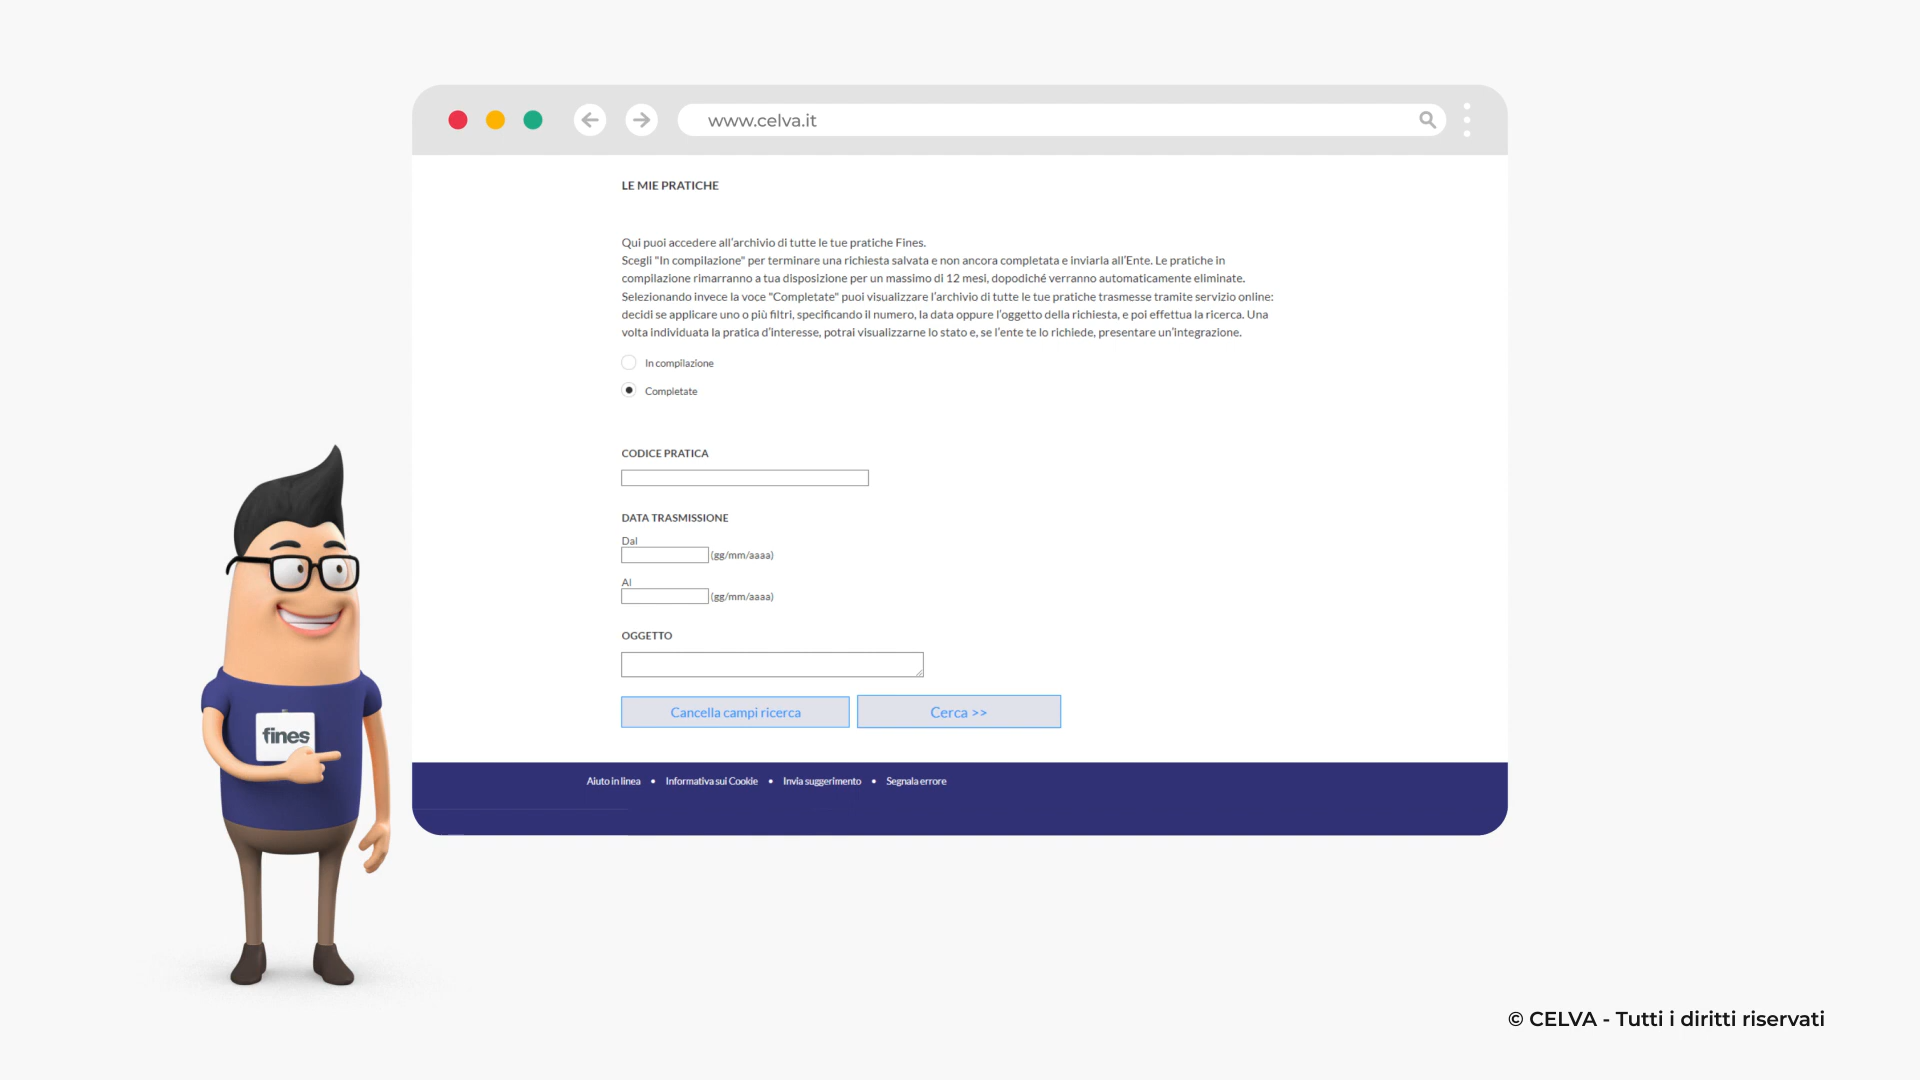 www.celva.it
LE MIE PRATICHE
Qui puoi accedere all'archivio di tutte le tue pratiche Fines.
Scegli "In compilazione" per terminare una richiesta salvata e non ancora completata e inviarla all'Ente. Le pratiche in
compilazione rimarranno a tua disposizione per un massimo di 12 mesi, dopodiché verranno automaticamente eliminate.
Selezionando invece la voce "Completate" puoi visualizzare l'archivio di tutte le tue pratiche trasmesse tramite servizio online:
decidi se applicare uno o più filtri, specificando il numero, la data oppure l'oggetto della richiesta, e poi effettua la ricerca. Una
volta individuata la pratica d'interesse, potrai visualizzarne lo stato e, se l'ente te lo richiede, presentare un'integrazione.
In compilazione
Completate
CODICE PRATICA
DATA TRASMISSIONE
Dal
(gg/mm/aaaa)
Al
(gg/mm/aaaa)
OGGETTO
Cancella campi ricerca Cerca >>
fines
Aiuto in linea • Informativa sui Cookie • Invia suggerimento • Segnala errore
© CELVA - Tutti i diritti riservati